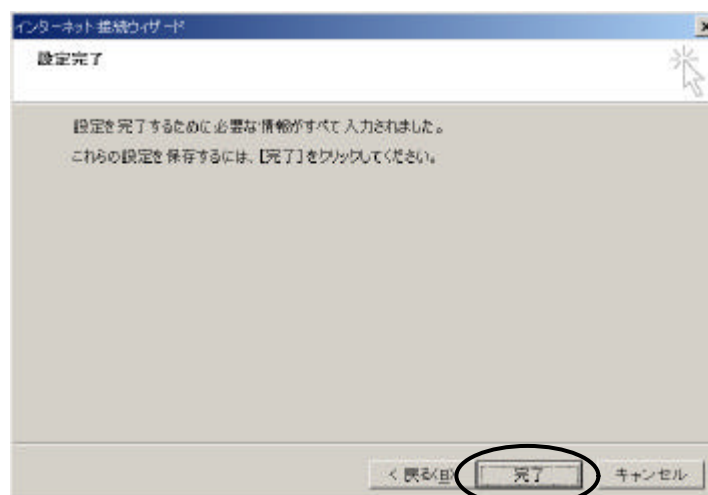 インターネット接続ウィザード
設定完了
設定を完了するために必要な情報がすべて入力されました。
これらの設定を保存するには、[完了]をクリックしてください。
< 戻る(B)
完了
キャンセル